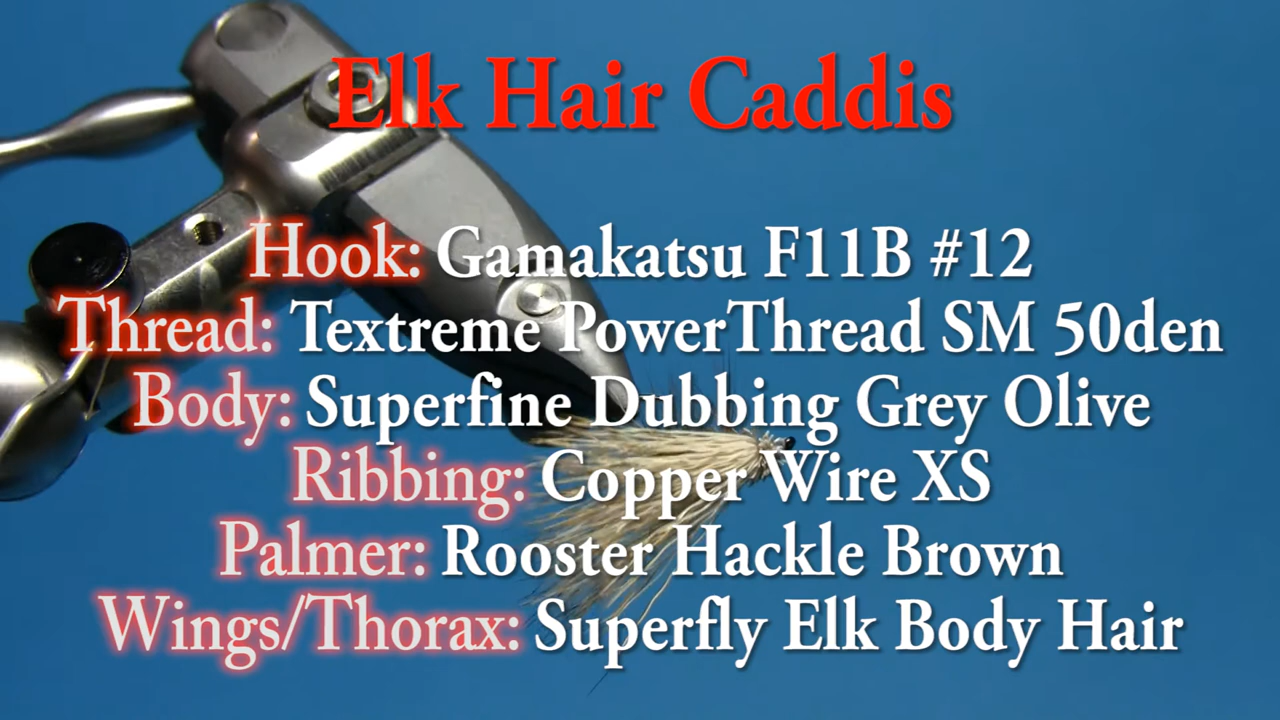 Elk Hair Caddis
Hook: Gamakatsu F11B #12
Thread: Textreme PowerThread SM 50den
Body: Superfine Dubbing Grey Olive
Ribbing: Copper Wire XS
Palmer: Rooster Hackle Brown
Wings/Thorax: Superfly Elk Body Hair